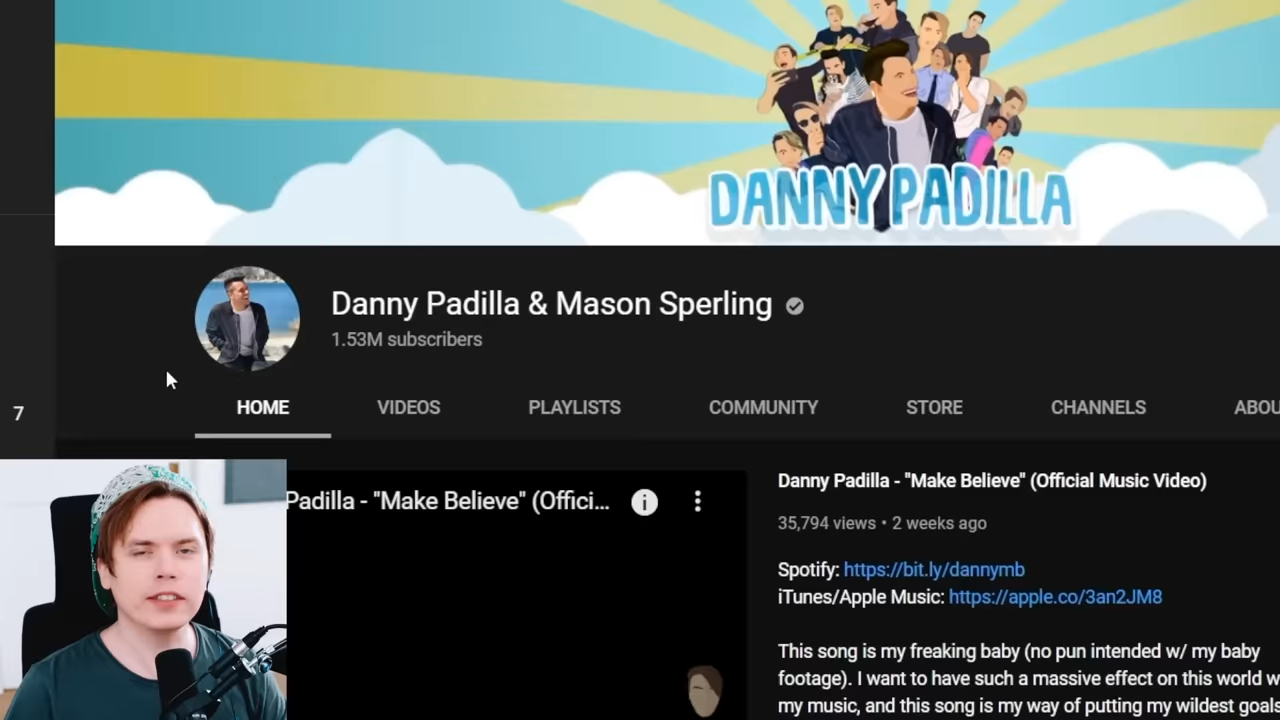 DANNY PADILLA
Danny Padilla & Mason Sperling
1.53M subscribers
HOME VIDEOS PLAYLISTS COMMUNITY STORE CHANNELS ABOU
7
Padilla - "Make Believe" (Offici...
Danny Padilla - "Make Believe" (Official Music Video)
35,794 views • 2 weeks ago
Spotify: https://bit.ly/dannymb
iTunes/Apple Music: https://apple.co/3an2JM8
This song is my freaking baby (no pun intended w/ my baby
footage). I want to have such a massive effect on this world w
my music, and this song is my way of putting my wildest goals